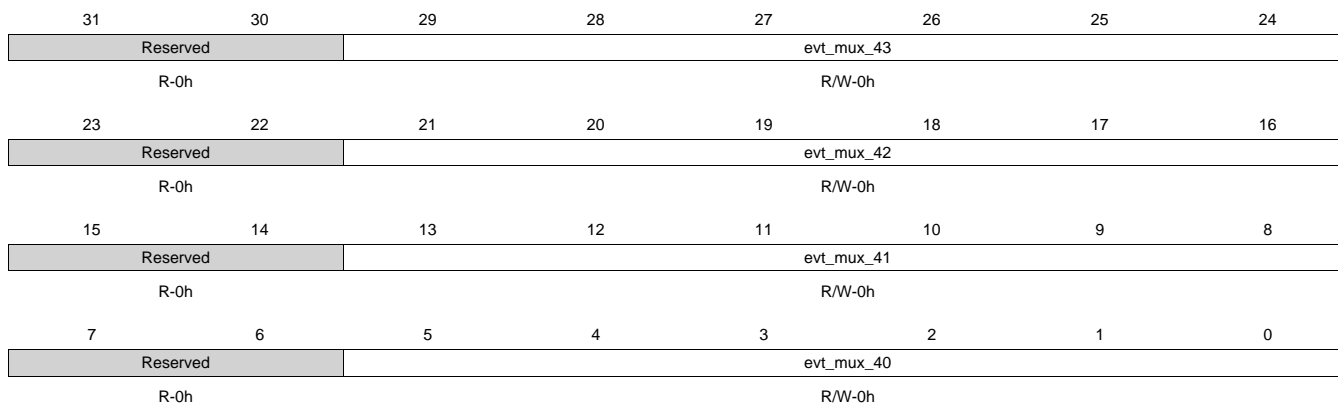 31 30 29 28 27 26 25 24
Reserved evt_mux_43
R-0h R/W-0h
23 22 21 20 19 18 17 16
Reserved evt_mux_42
R-0h R/W-0h
15 14 13 12 11 10 9 8
Reserved evt_mux_41
R-0h R/W-0h
7 6 5 4 3 2 1 0
Reserved evt_mux_40
R-0h R/W-0h